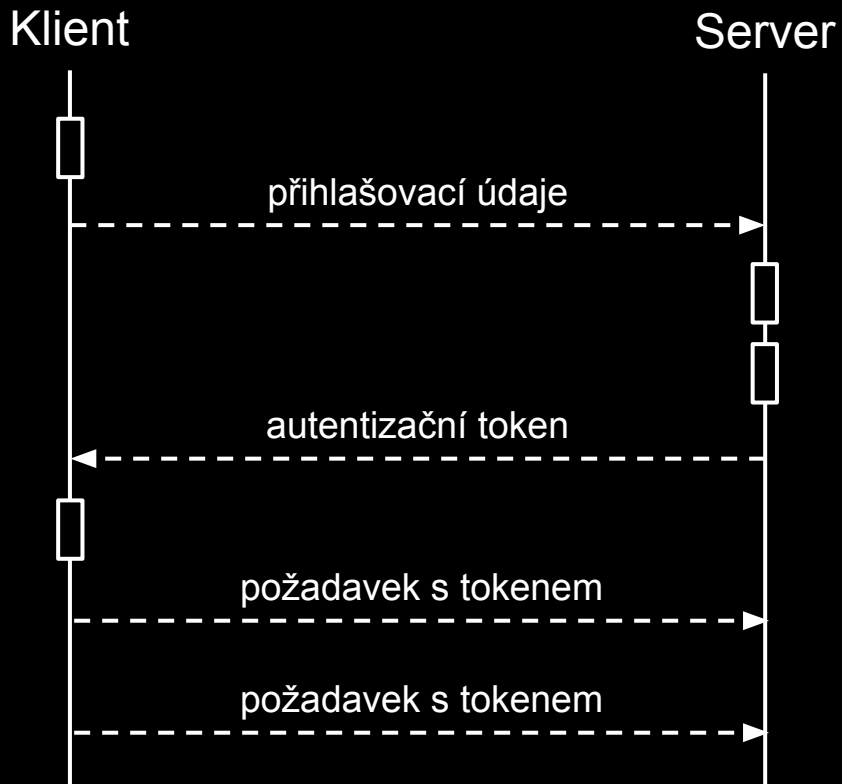 Klient
Server
přihlašovací údaje
autentizační token
požadavek s tokenem
požadavek s tokenem